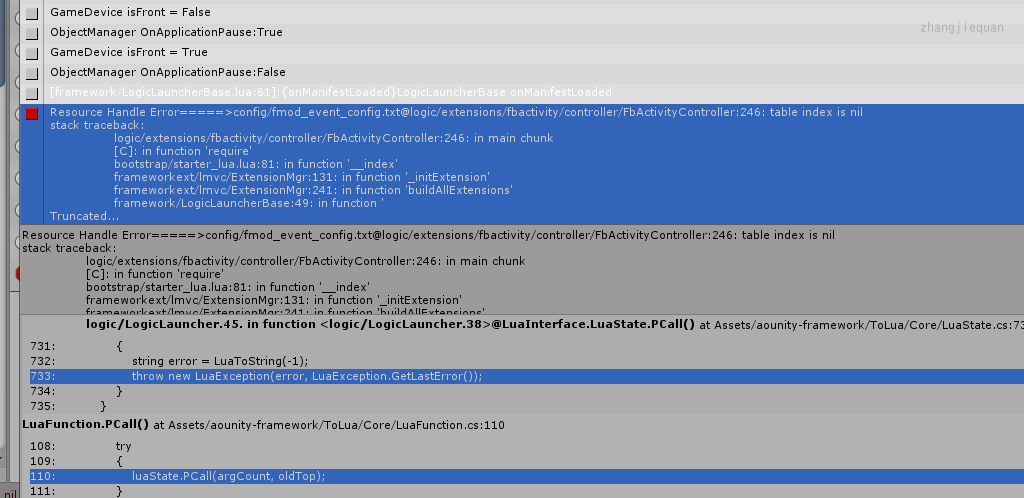 GameDevice isFront = False
ObjectManager OnApplicationPause:True
zhangjiequan
GameDevice isFront = True
ObjectManager OnApplicationPause:False
[framework/LogicLauncherBase.lua:61]:{onManifestLoaded}LogicLauncherBase onManifestLoaded
Resource Handle Error=====>config/fmod_event_config.txt@logic/extensions/fbactivity/controller/FbActivityController:246: table index is nil
stack traceback:
logic/extensions/fbactivity/controller/FbActivityController:246: in main chunk
[C]: in function 'require'
bootstrap/starter_lua.lua:81: in function '__index'
frameworkext/lmvc/ExtensionMgr:131: in function '_initExtension'
frameworkext/lmvc/ExtensionMgr:241: in function 'buildAllExtensions'
framework/LogicLauncherBase:49: in function '
Truncated...
Resource Handle Error=====>config/fmod_event_config.txt@logic/extensions/fbactivity/controller/FbActivityController:246: table index is nil
stack traceback:
logic/extensions/fbactivity/controller/FbActivityController:246: in main chunk
[C]: in function 'require'
bootstrap/starter_lua.lua:81: in function '__index'
frameworkext/lmvc/ExtensionMgr:131: in function '_initExtension'
frameworkext/lmvc/ExtensionMgr:241: in function 'buildAllExtensions'
logic/LogicLauncher.45. in function <logic/LogicLauncher.38>@LuaInterface.LuaState.PCall() at Assets/aounity-framework/ToLua/Core/LuaState.cs:73
731: {
732: string error = LuaToString(-1);
733: throw new LuaException(error, LuaException.GetLastError());
734: }
735: }
LuaFunction.PCall() at Assets/aounity-framework/ToLua/Core/LuaFunction.cs:110
108: try
109: {
110: luaState.PCall(argCount, oldTop);
111: }
nil